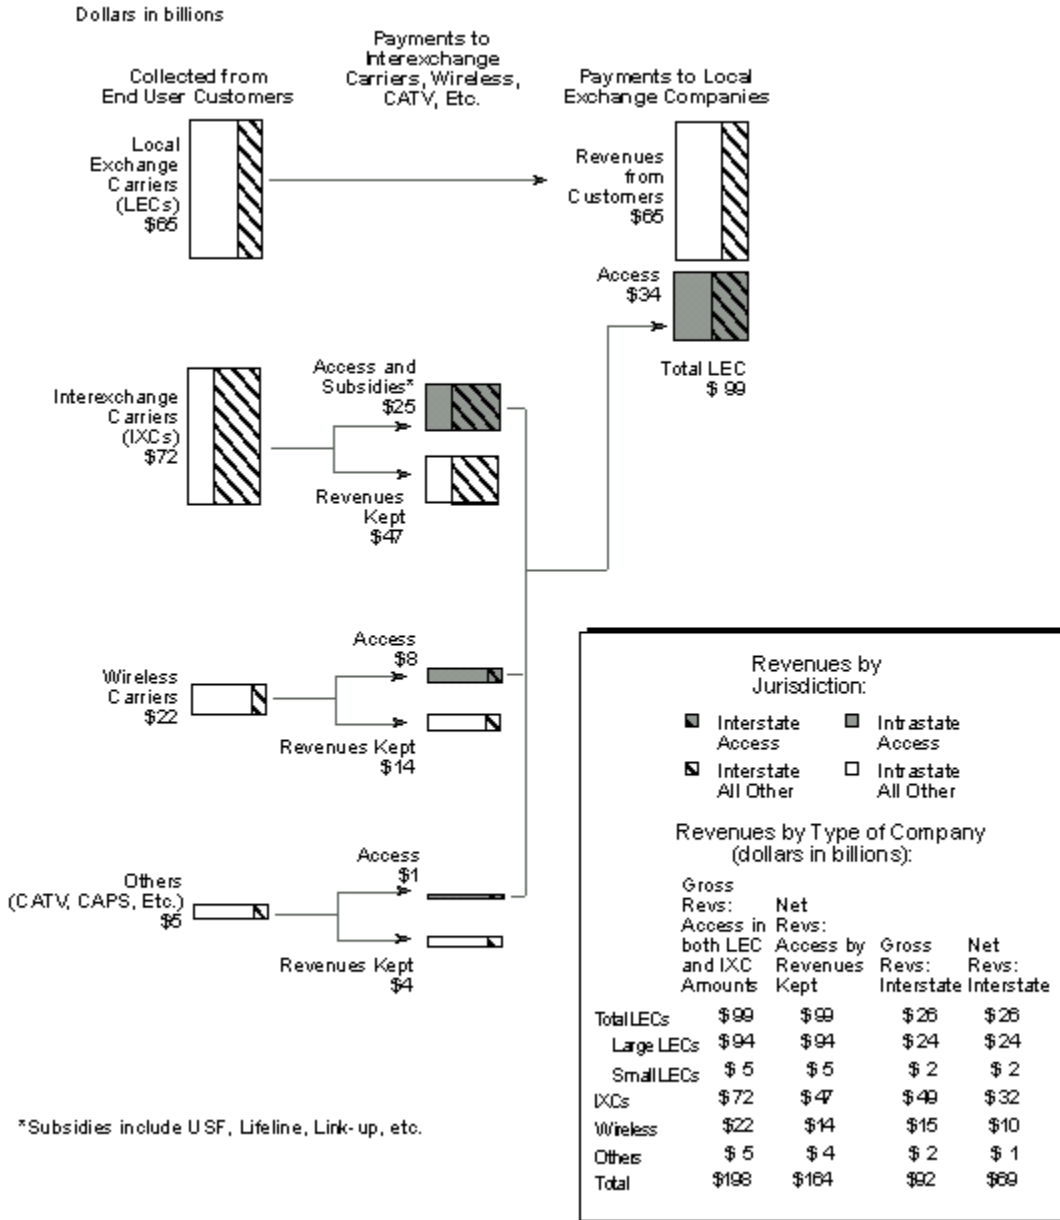 Dollars in billions
Collected from
End User Customers
Payments to
Interexchange
Carriers, Wireless,
CATV, Etc.
Payments to Local
Exchange Companies
Local
Exchange
Carriers
(LECs)
$65
Revenues
from
Customers
$65
Access
$34
Total LEC
$ 99
Interexchange
Carriers
(IXCs)
$72
Access and
Subsidies*
$25
Revenues
Kept
$47
Wireless
Carriers
$22
Access
$8
Revenues Kept
$14
Others
(CATV, CAPS, Etc.)
$5
Access
$1
Revenues Kept
$4
*Subsidies include USF, Lifeline, Link-up, etc.
Revenues by
Jurisdiction:
Interstate
Access
Intrastate
Access
Interstate
All Other
Intrastate
All Other
Revenues by Type of Company
(dollars in billions):
Gross
Revs:
Access in
both LEC
and IXC
Amounts
Net
Revs:
Access by
Revenues
Kept
Gross
Revs:
Interstate
Net
Revs:
Interstate
Total LECs $99 $99 $26 $26
Large LECs $94 $94 $24 $24
Small LECs $ 5 $ 5 $ 2 $ 2
IXCs $72 $47 $49 $32
Wireless $22 $14 $15 $10
Others $ 5 $ 4 $ 2 $ 1
Total $198 $164 $92 $69